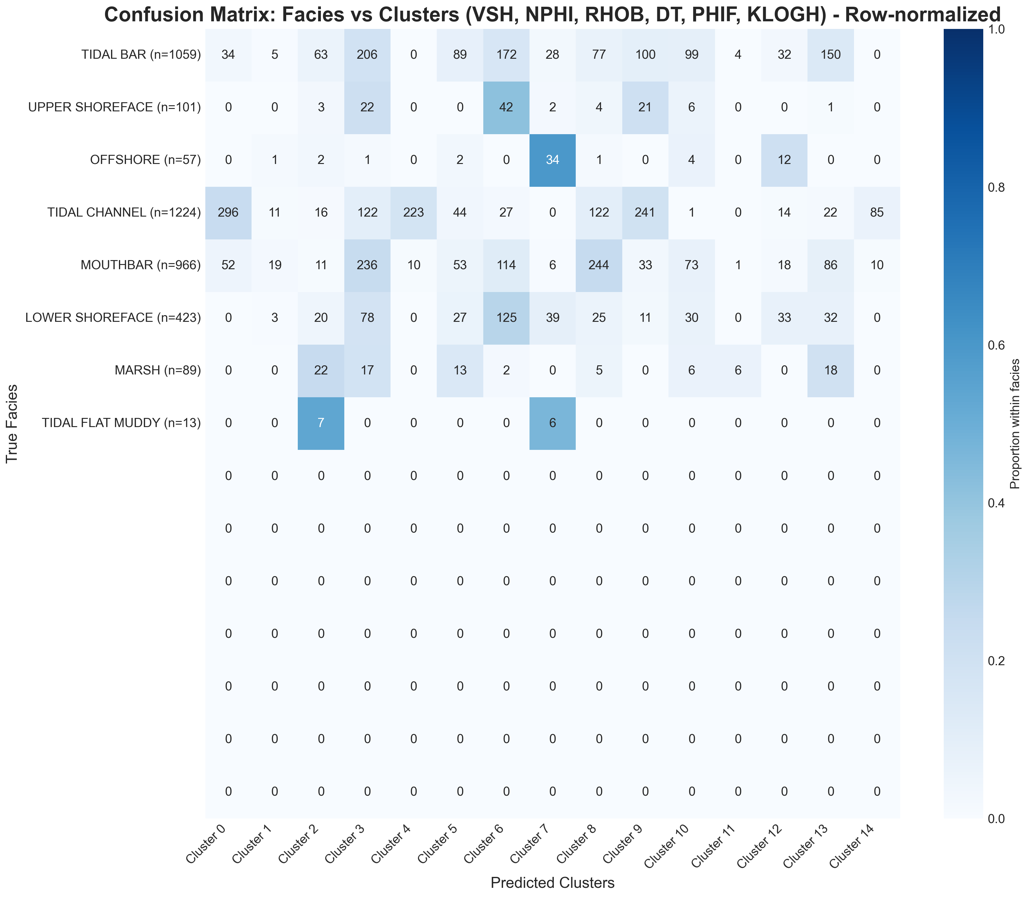 Confusion Matrix: Facies vs Clusters (VSH, NPHI, RHOB, DT, PHIF, KLOGH) - Row-normalized
TIDAL BAR (n=1059) 34 5 63 206 0 89 172 28 77 100 99 4 32 150 0
UPPER SHOREFACE (n=101) 0 0 3 22 0 0 42 2 4 21 6 0 0 1 0
OFFSHORE (n=57) 0 1 2 1 0 2 0 34 1 0 4 0 12 0 0
TIDAL CHANNEL (n=1224) 296 11 16 122 223 44 27 0 122 241 1 0 14 22 85
MOUTHBAR (n=966) 52 19 11 236 10 53 114 6 244 33 73 1 18 86 10
LOWER SHOREFACE (n=423) 0 3 20 78 0 27 125 39 25 11 30 0 33 32 0
MARSH (n=89) 0 0 22 17 0 13 2 0 5 0 6 6 0 18 0
TIDAL FLAT MUDDY (n=13) 0 0 7 0 0 0 0 6 0 0 0 0 0 0 0
0 0 0 0 0 0 0 0 0 0 0 0 0 0 0
0 0 0 0 0 0 0 0 0 0 0 0 0 0 0
0 0 0 0 0 0 0 0 0 0 0 0 0 0 0
0 0 0 0 0 0 0 0 0 0 0 0 0 0 0
0 0 0 0 0 0 0 0 0 0 0 0 0 0 0
0 0 0 0 0 0 0 0 0 0 0 0 0 0 0
0 0 0 0 0 0 0 0 0 0 0 0 0 0 0
Cluster 0 Cluster 1 Cluster 2 Cluster 3 Cluster 4 Cluster 5 Cluster 6 Cluster 7 Cluster 8 Cluster 9 Cluster 10 Cluster 11 Cluster 12 Cluster 13 Cluster 14
Predicted Clusters
True Facies
1.0
0.8
0.6
0.4
0.2
0.0
Proportion within facies